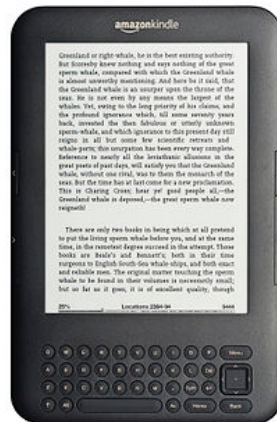 amazonkindle
Greenland or right-whale, he is the best existing authority.
But Scoresby knew nothing and says nothing of the great
sperm whale, compared with which the Greenland whale
is almost unworthy mentioning. And here be it said, that
the Greenland whale is an usurper upon the throne of the
seas. He is not even by any means the largest of the
whales. Yet, owing to the long priority of his claims, and
the profound ignorance which, till some seventy years
back, invested the then fabulous or utterly unknown
sperm-whale, and which ignorance to this present day still
reigns in all but some few scientific retreats and
whale-ports; this usurpation has been every way complete.
Reference to nearly all the leviathanic allusions in the
great poets of past days, will satisfy you that the Greenland
whale, without one rival, was to them the monarch of the
seas. But the time has at last come for a new proclamation.
This is Charing Cross; hear ye! good people all,—the
Greenland whale is deposed,—the great sperm whale now
reigneth!
There are only two books in being which at all pretend
to put the living sperm whale before you, and at the same
time, in the remotest degree succeed in the attempt. Those
books are Beale's and Bennett's; both in their time
surgeons to English South-Sea whale-ships, and both exact
and reliable men. The original matter touching the sperm
whale to be found in their volumes is necessarily small;
but so far as it goes, it is of excellent quality, though
25% Locations 2384-94 9444
Q W E R T Y U I O P Menu
A S D F G H J K L Del
Z X C V B N M . Sym
Alt Aa Home Back